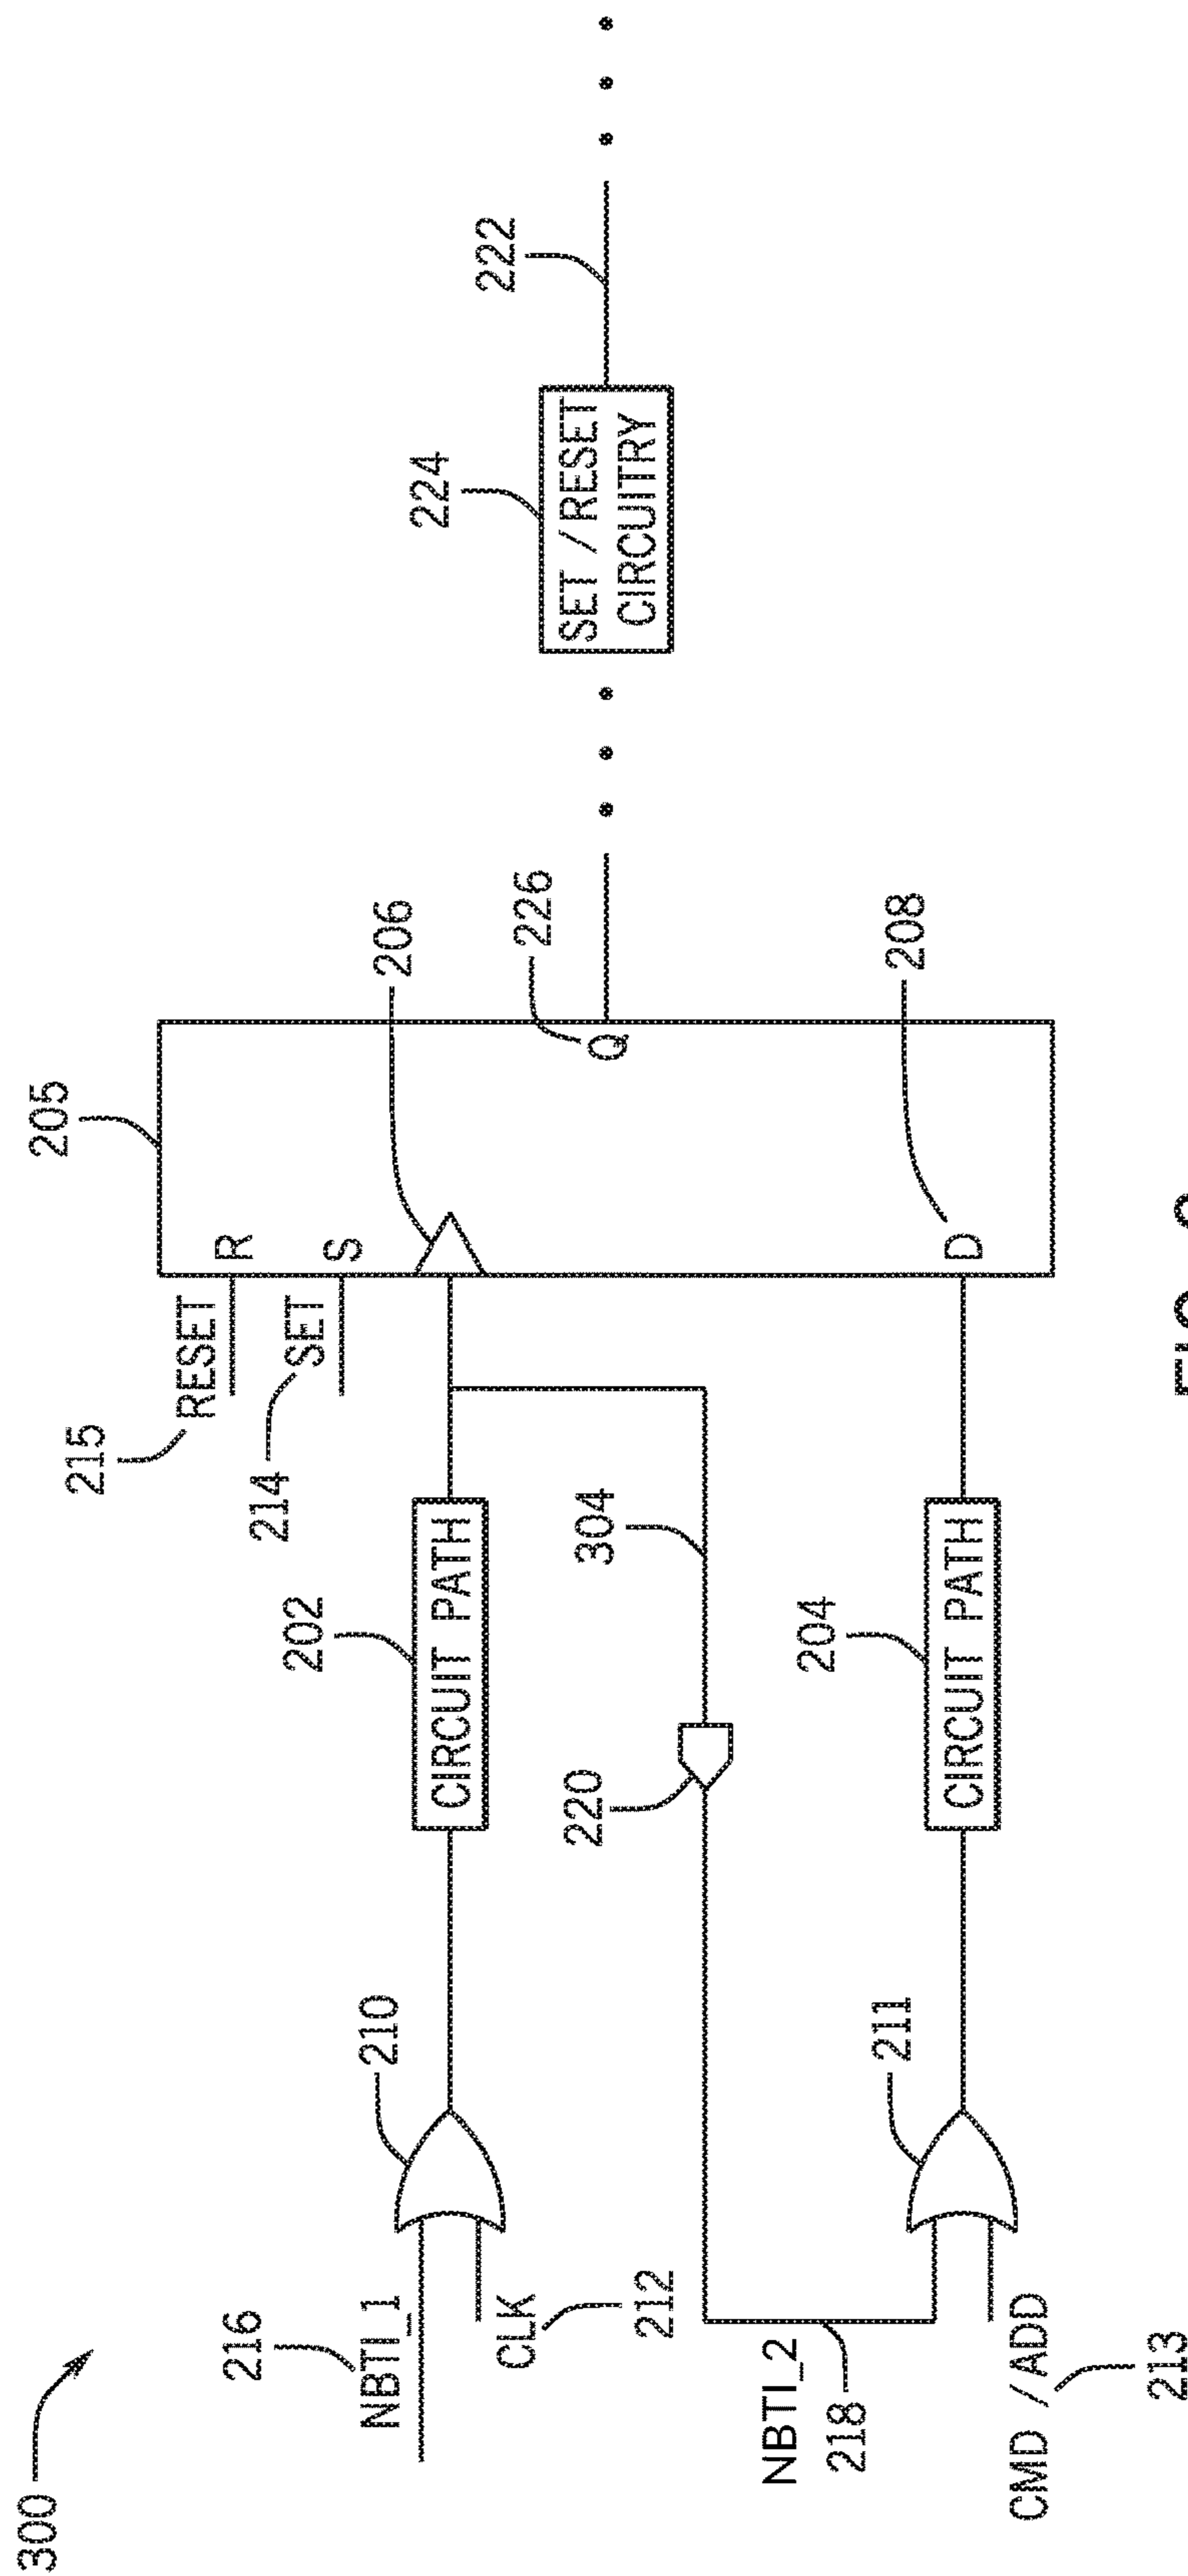 300
205
215
RESET
R
214
SET
S
206
216
NBTI_1
210
202
CIRCUIT PATH
CLK
212
226
Q
224
SET / RESET
CIRCUITRY
222
304
220
NBTI_2
218
211
204
CIRCUIT PATH
208
D
CMD / ADD
213